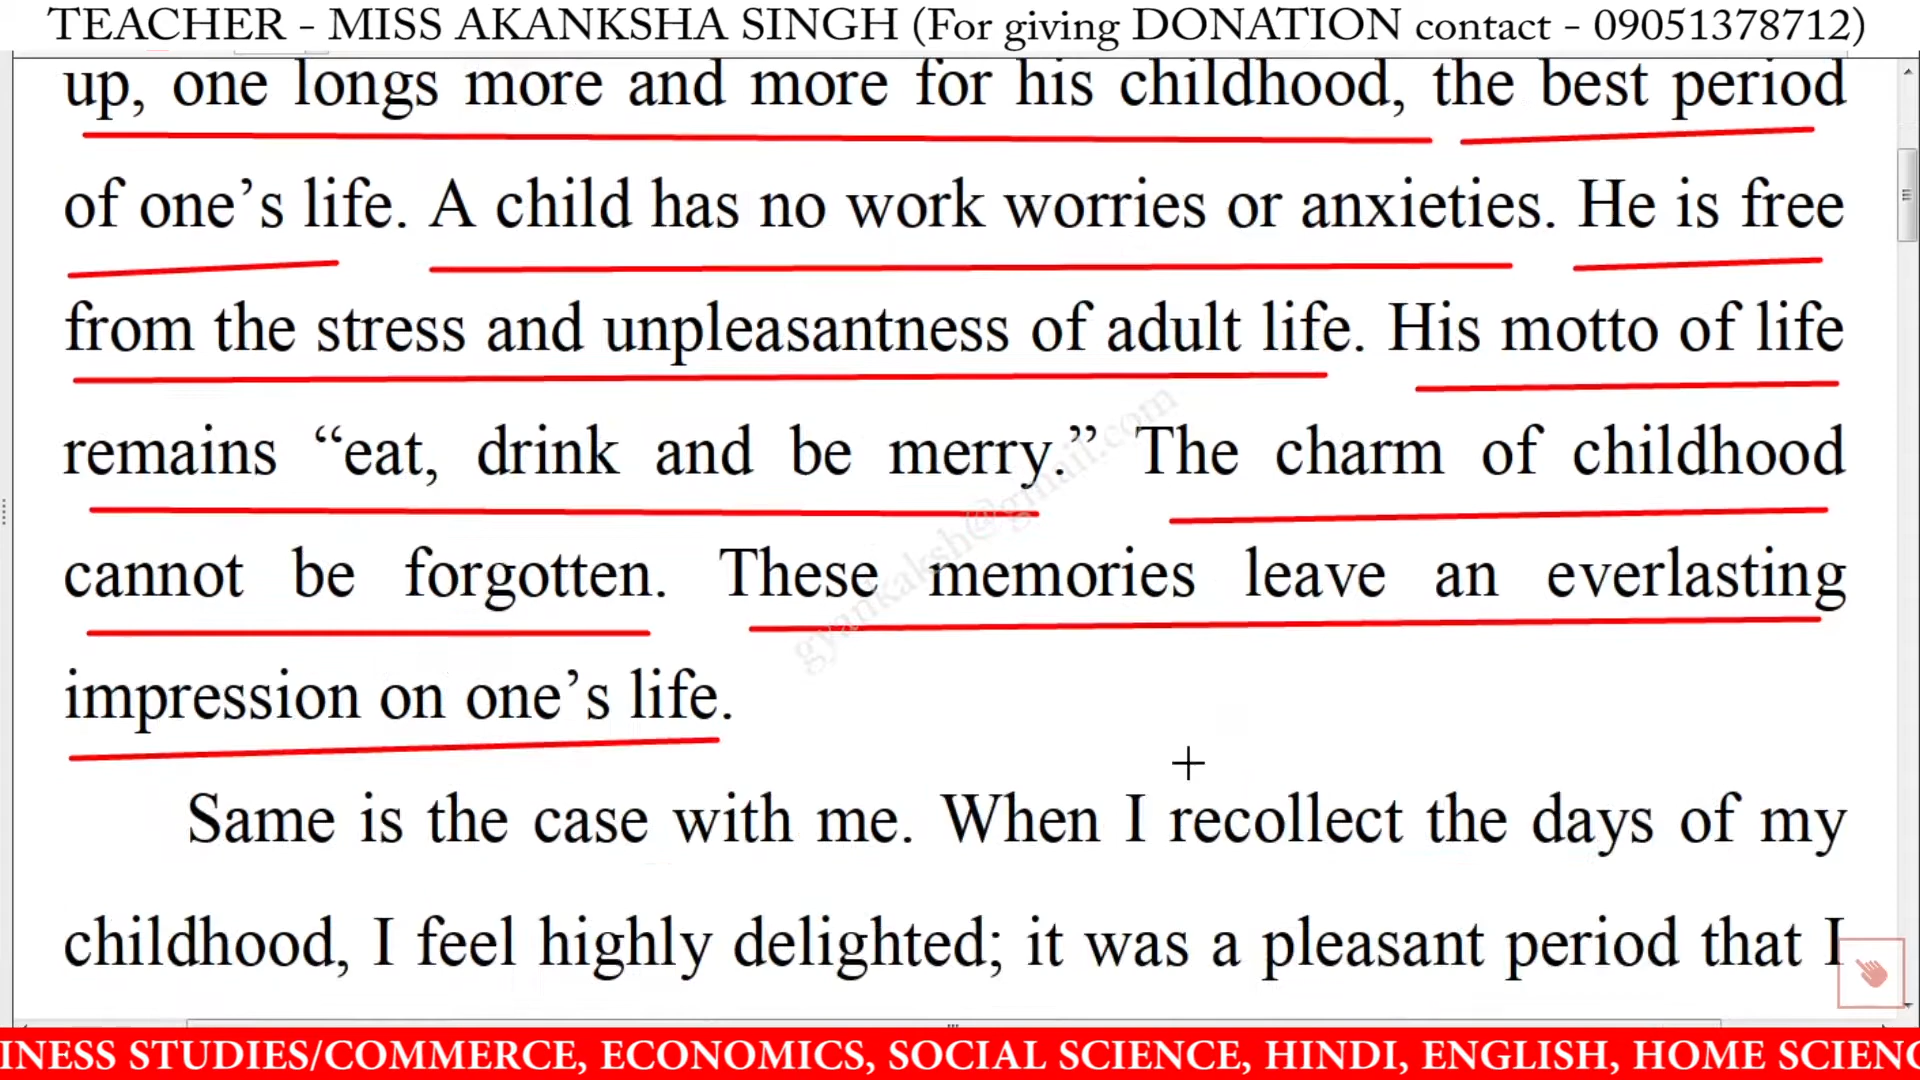 TEACHER - MISS AKANKSHA SINGH (For giving DONATION contact - 09051378712)
up, one longs more and more for his childhood, the best period
of one’s life. A child has no work worries or anxieties. He is free
from the stress and unpleasantness of adult life. His motto of life
remains “eat, drink and be merry.” The charm of childhood
cannot be forgotten. These memories leave an everlasting
impression on one’s life.
gyankaksh@gmail.com
Same is the case with me. When I recollect the days of my
childhood, I feel highly delighted; it was a pleasant period that I
INESS STUDIES/COMMERCE, ECONOMICS, SOCIAL SCIENCE, HINDI, ENGLISH, HOME SCIENC